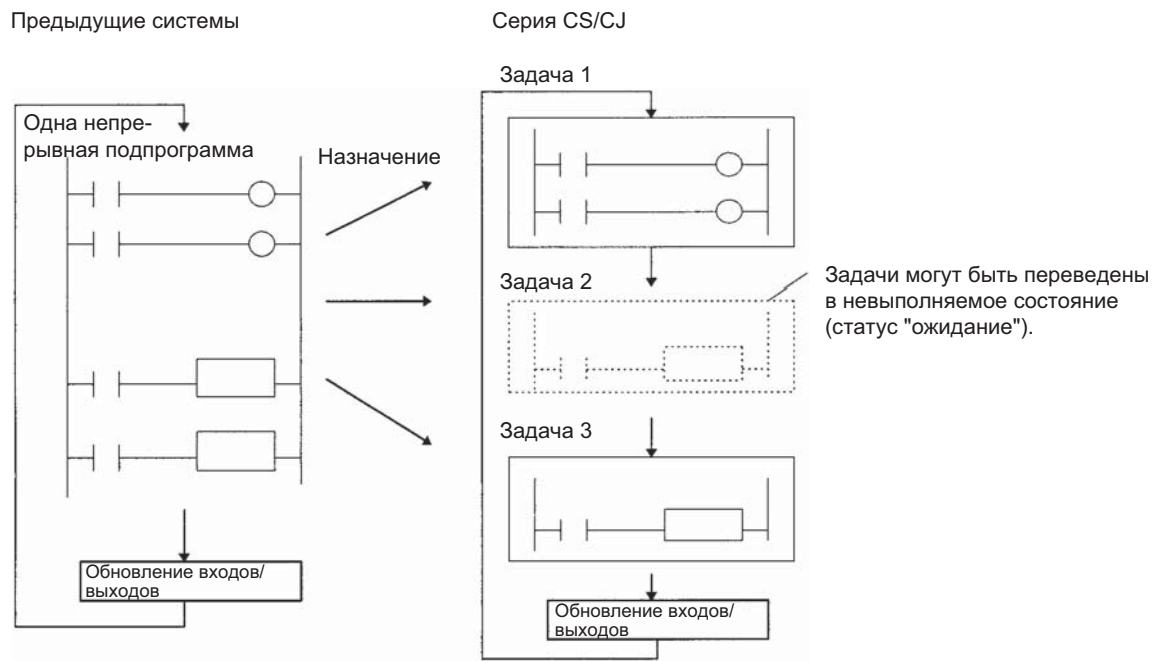 Предыдущие системы
Серия CS/CJ
Одна непре-
рывная подпрограмма
Назначение
Обновление входов/
выходов
Задача 1
Задача 2
Задачи могут быть переведены
в невыполняемое состояние
(статус "ожидание").
Задача 3
Обновление входов/
выходов